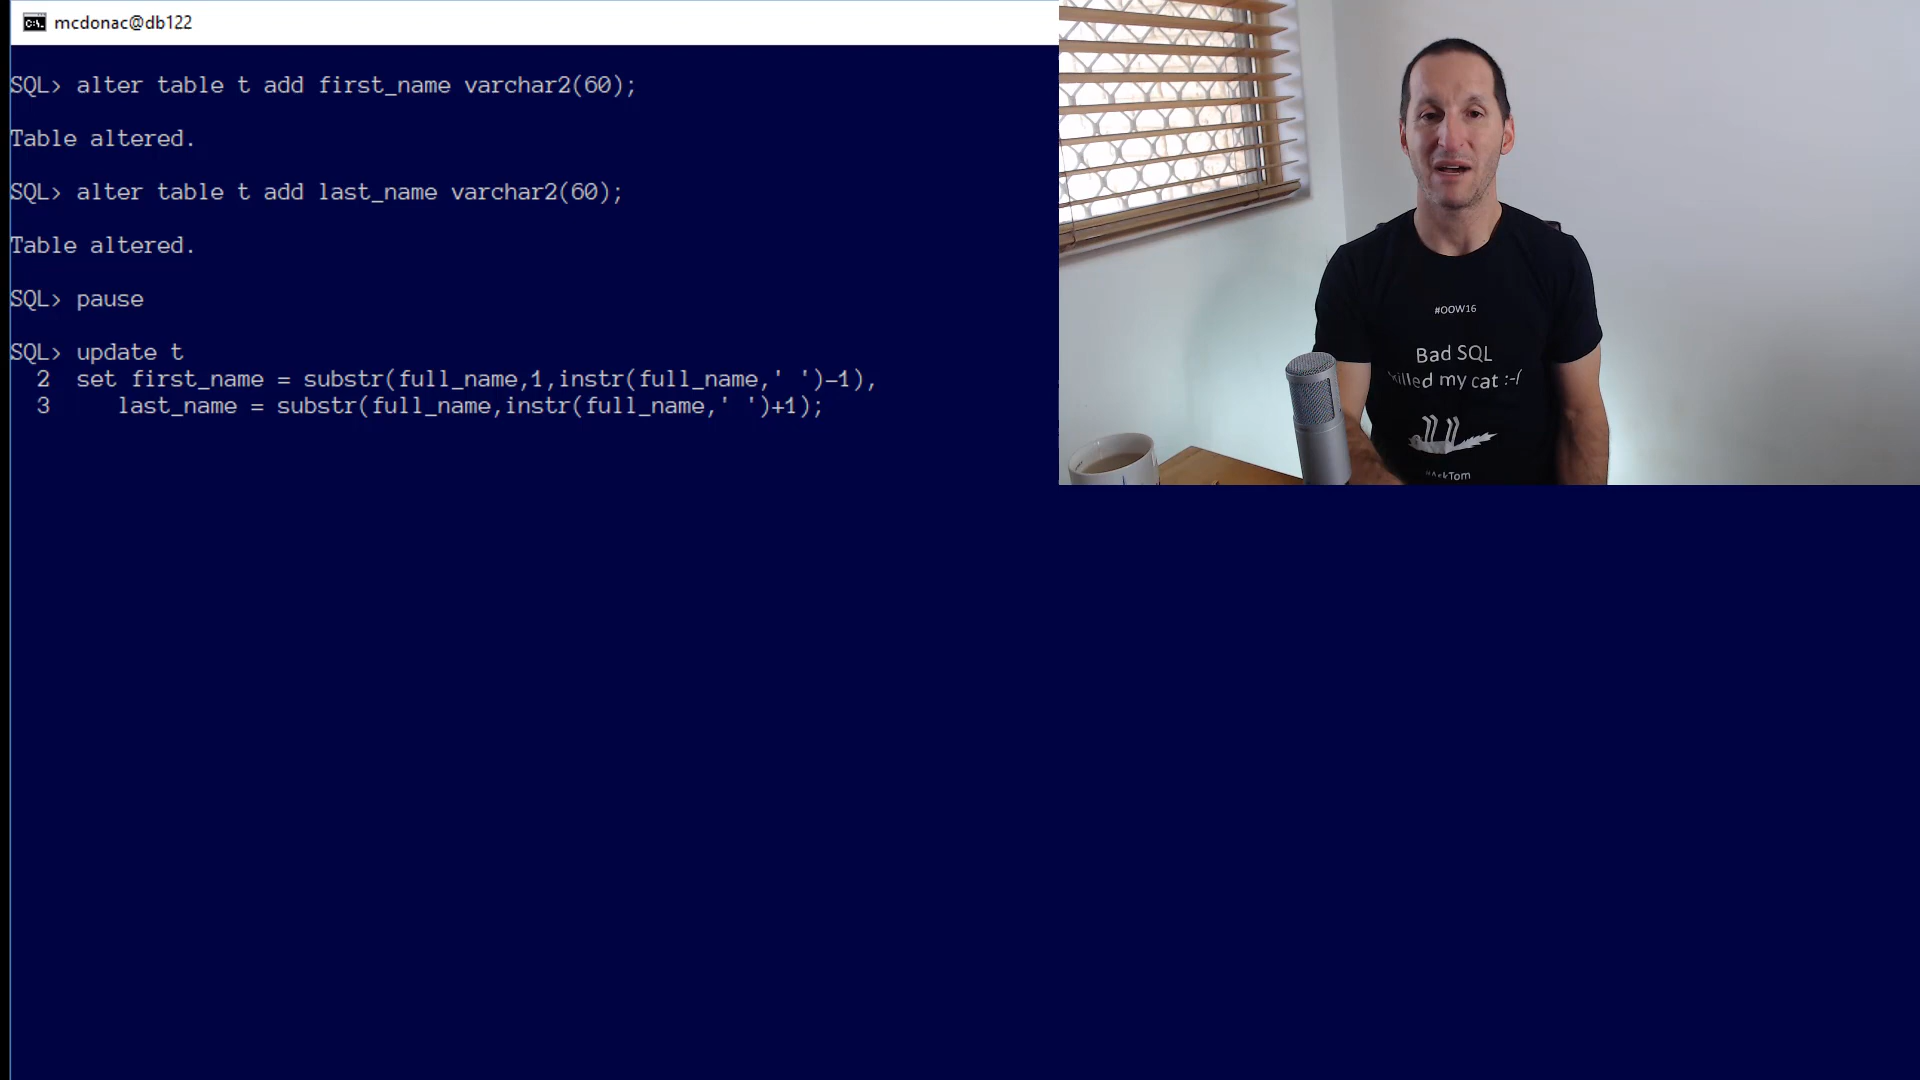 mcdonac@db122
SQL> alter table t add first_name varchar2(60);
Table altered.
SQL> alter table t add last_name varchar2(60);
Table altered.
SQL> pause
SQL> update t
2 set first_name = substr(full_name,1,instr(full_name,' ')-1),
3 last_name = substr(full_name,instr(full_name,' ')+1);
#OOW16
Bad SQL
killed my cat :-(
#AskTom